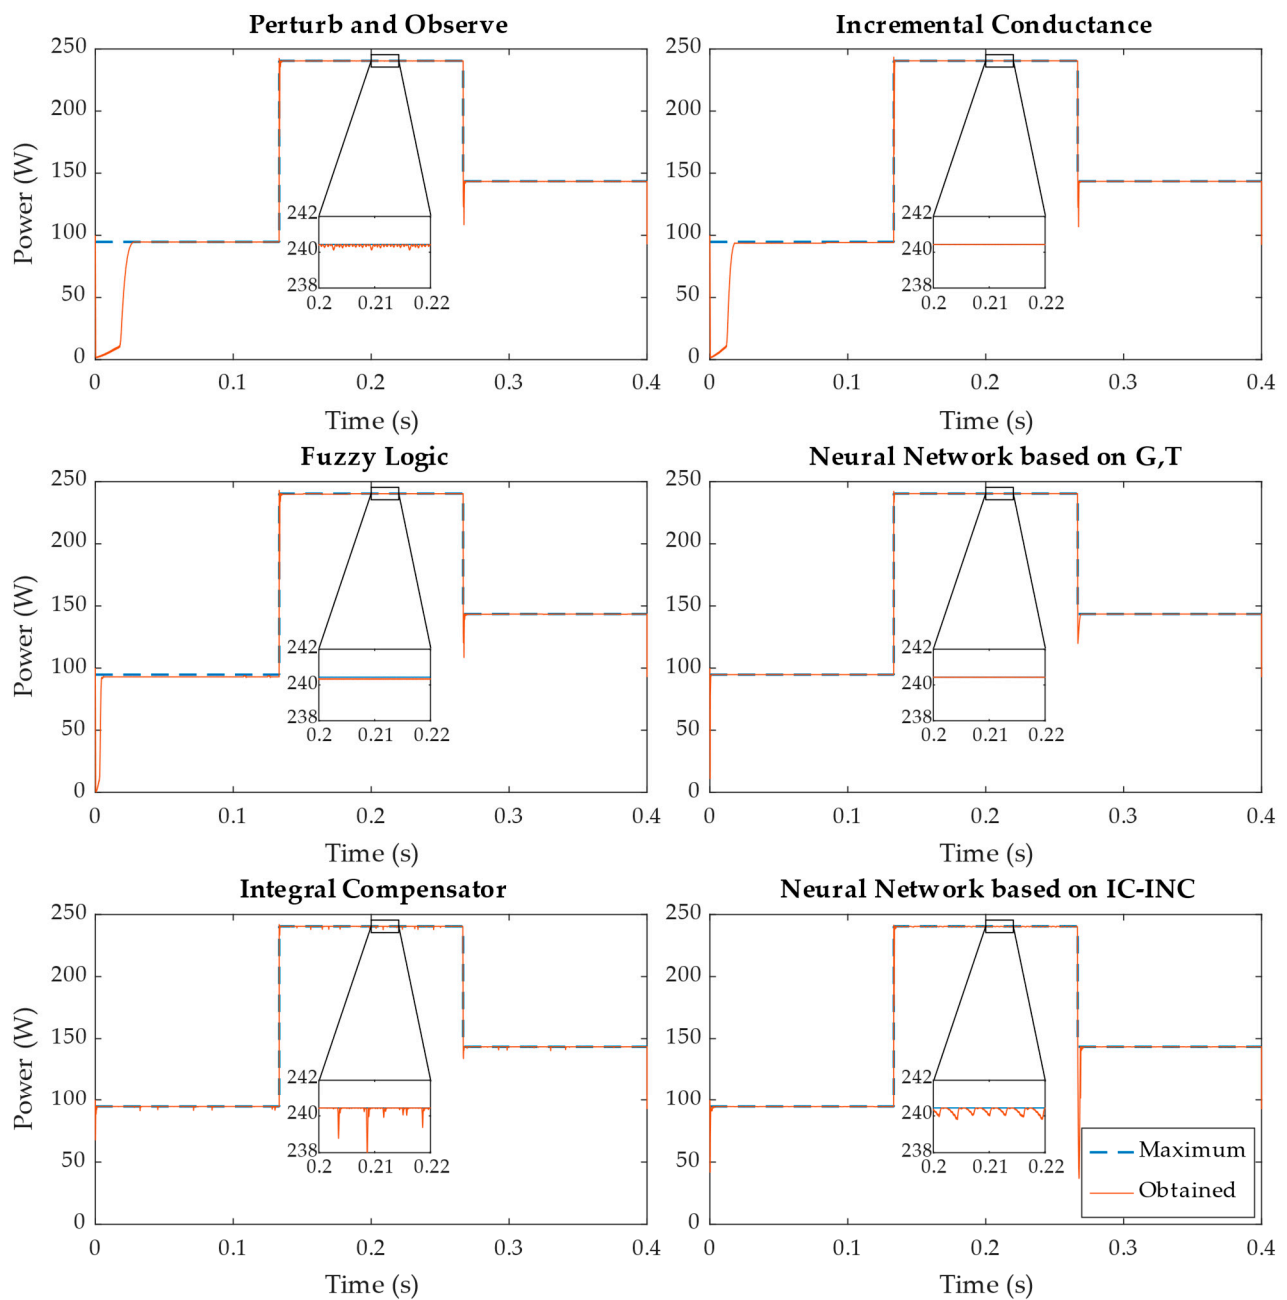 Perturb and Observe
Incremental Conductance
250
200
150
100
50
0
Power (W)
242
240
238
0.2 0.21 0.22
0 0.1 0.2 0.3 0.4
Time (s)
250
200
150
100
50
0
242
240
238
0.2 0.21 0.22
0 0.1 0.2 0.3 0.4
Time (s)
Fuzzy Logic
Neural Network based on G,T
250
200
150
100
50
0
Power (W)
242
240
238
0.2 0.21 0.22
0 0.1 0.2 0.3 0.4
Time (s)
250
200
150
100
50
0
242
240
238
0.2 0.21 0.22
0 0.1 0.2 0.3 0.4
Time (s)
Integral Compensator
Neural Network based on IC-INC
250
200
150
100
50
0
Power (W)
242
240
238
0.2 0.21 0.22
0 0.1 0.2 0.3 0.4
Time (s)
250
200
150
100
50
0
242
240
238
0.2 0.21 0.22
Maximum
Obtained
0 0.1 0.2 0.3 0.4
Time (s)